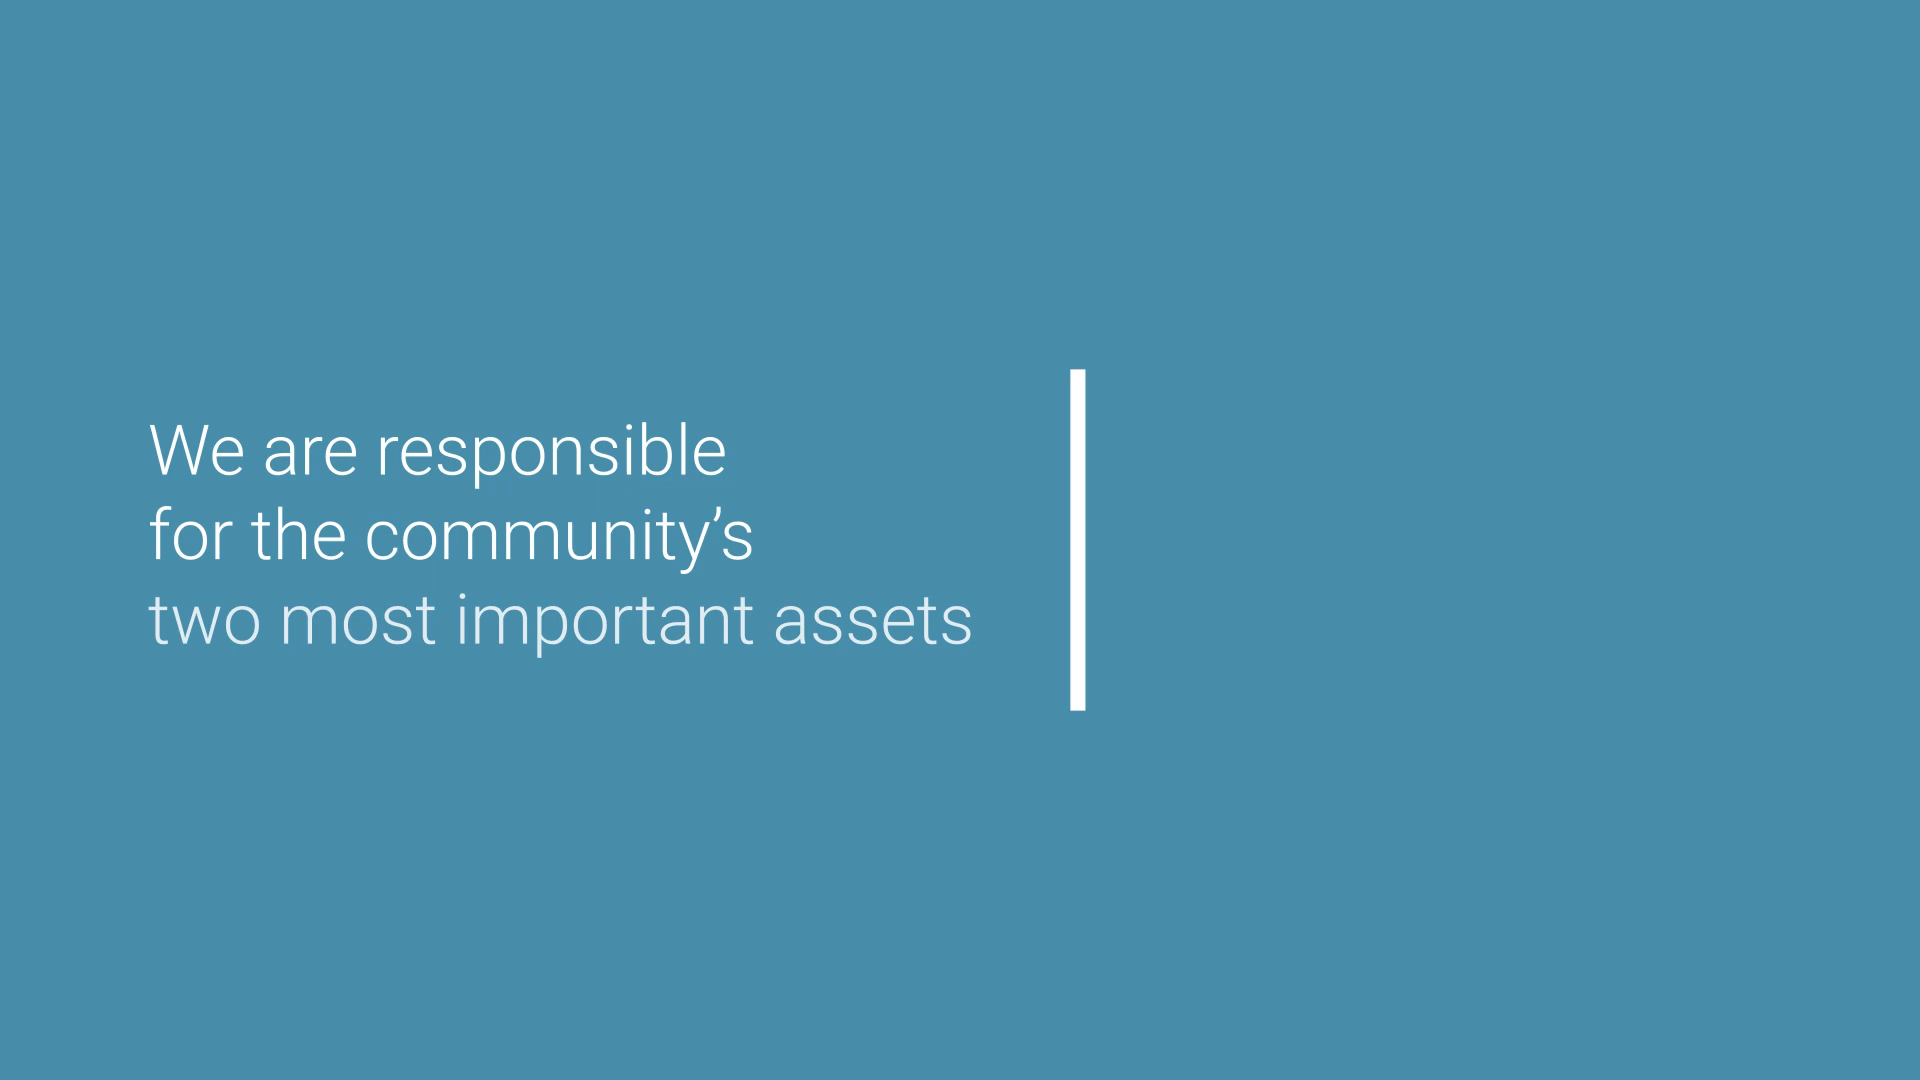 We are responsible
for the community’s
two most important assets